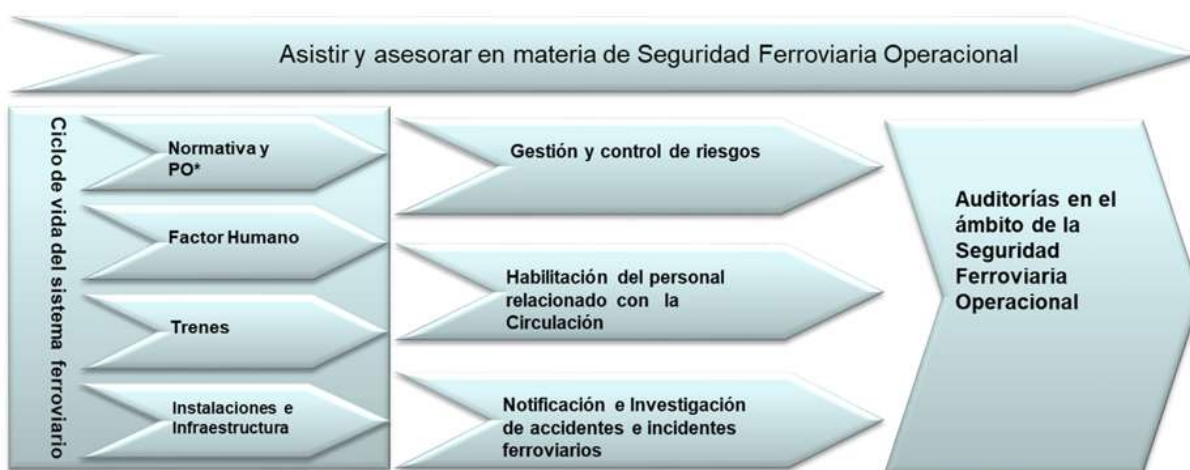 Asistir y asesorar en materia de Seguridad Ferroviaria Operacional
Ciclo de vida del sistema ferroviario
Normativa y
PO*
Factor Humano
Trenes
Instalaciones e
Infraestructura
Gestión y control de riesgos
Habilitación del personal
relacionado con la
Circulación
Notificación e Investigación
de accidentes e incidentes
ferroviarios
Auditorías en el
ámbito de la
Seguridad
Ferroviaria
Operacional